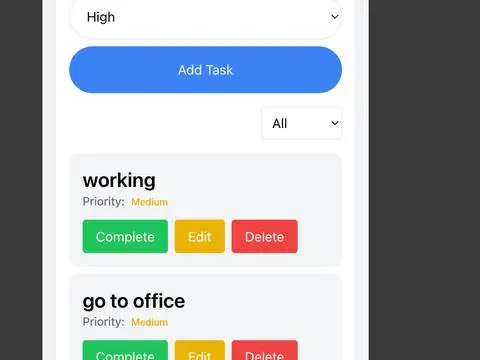 High
Add Task
All
working
Priority: Medium
Complete Edit Delete
go to office
Priority: Medium
Complete Edit Delete